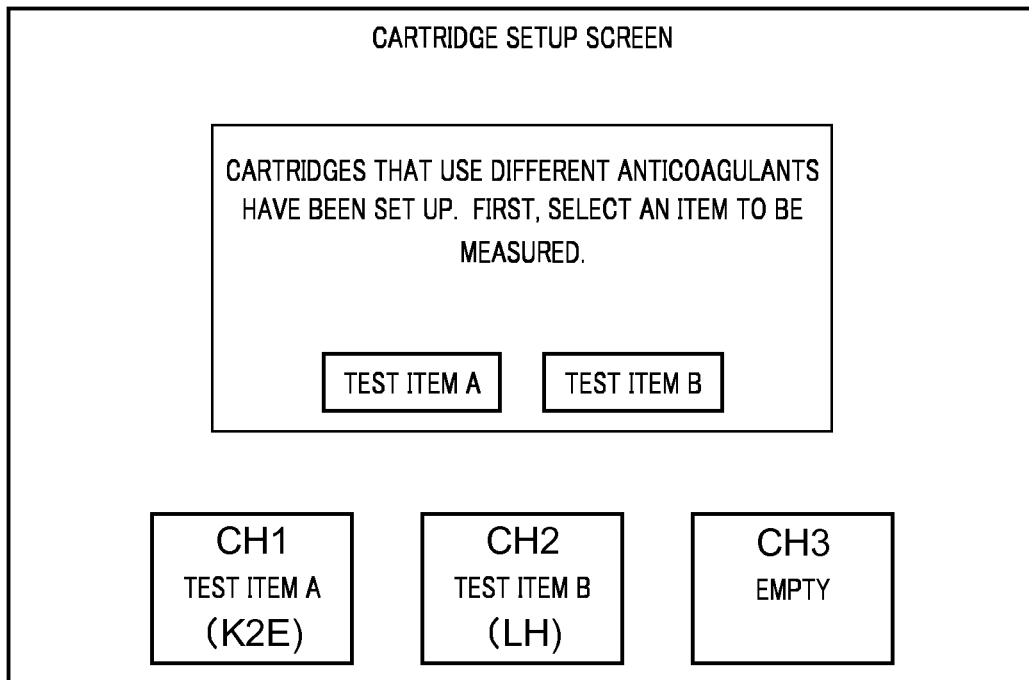 CARTRIDGE SETUP SCREEN
CARTRIDGES THAT USE DIFFERENT ANTICOAGULANTS
HAVE BEEN SET UP. FIRST, SELECT AN ITEM TO BE
MEASURED.
TEST ITEM A
TEST ITEM B
CH1
TEST ITEM A
(K2E)
CH2
TEST ITEM B
(LH)
CH3
EMPTY